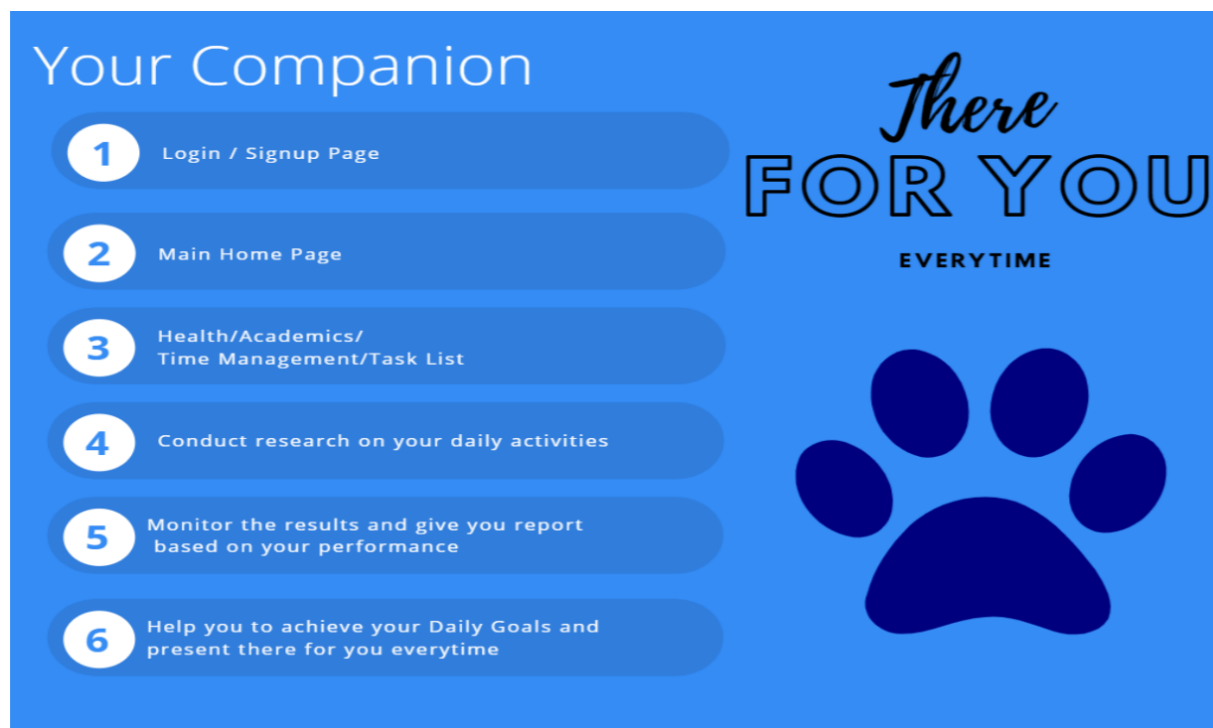 Your Companion
1
Login / Signup Page
2
Main Home Page
3
Health/Academics/
Time Management/Task List
4
Conduct research on your daily activities
5
Monitor the results and give you report
based on your performance
6
Help you to achieve your Daily Goals and
present there for you everytime
There
FOR YOU
EVERYTIME